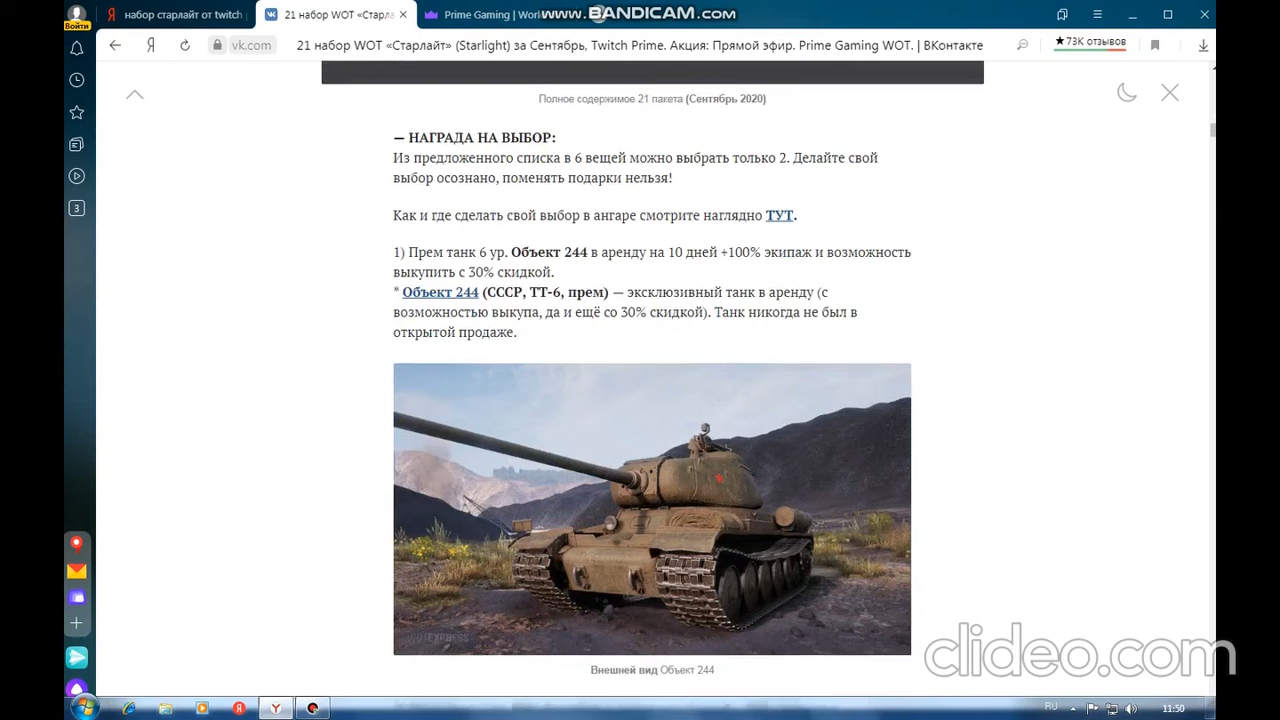 Войти
набор старлайт от twitch
21 набор WOT «Старла
Prime Gaming | Worl
www.BANDICAM.com
vk.com
21 набор WOT «Старлайт» (Starlight) за Сентябрь, Twitch Prime. Акция: Прямой эфир. Prime Gaming WOT. | ВКонтакте
★73K отзывов
3
Полное содержимое 21 пакета (Сентябрь 2020)
— НАГРАДА НА ВЫБОР:
Из предложенного списка в 6 вещей можно выбрать только 2. Делайте свой
выбор осознано, поменять подарки нельзя!
Как и где сделать свой выбор в ангаре смотрите наглядно ТУТ.
1) Прем танк 6 ур. Объект 244 в аренду на 10 дней +100% экипаж и возможность
выкупить с 30% скидкой.
* Объект 244 (СССР, ТТ-6, прем) — эксклюзивный танк в аренду (с
возможностью выкупа, да и ещё со 30% скидкой). Танк никогда не был в
открытой продаже.
WOTEXPRESS
Внешней вид Объект 244
clideo.com
RU
11:50